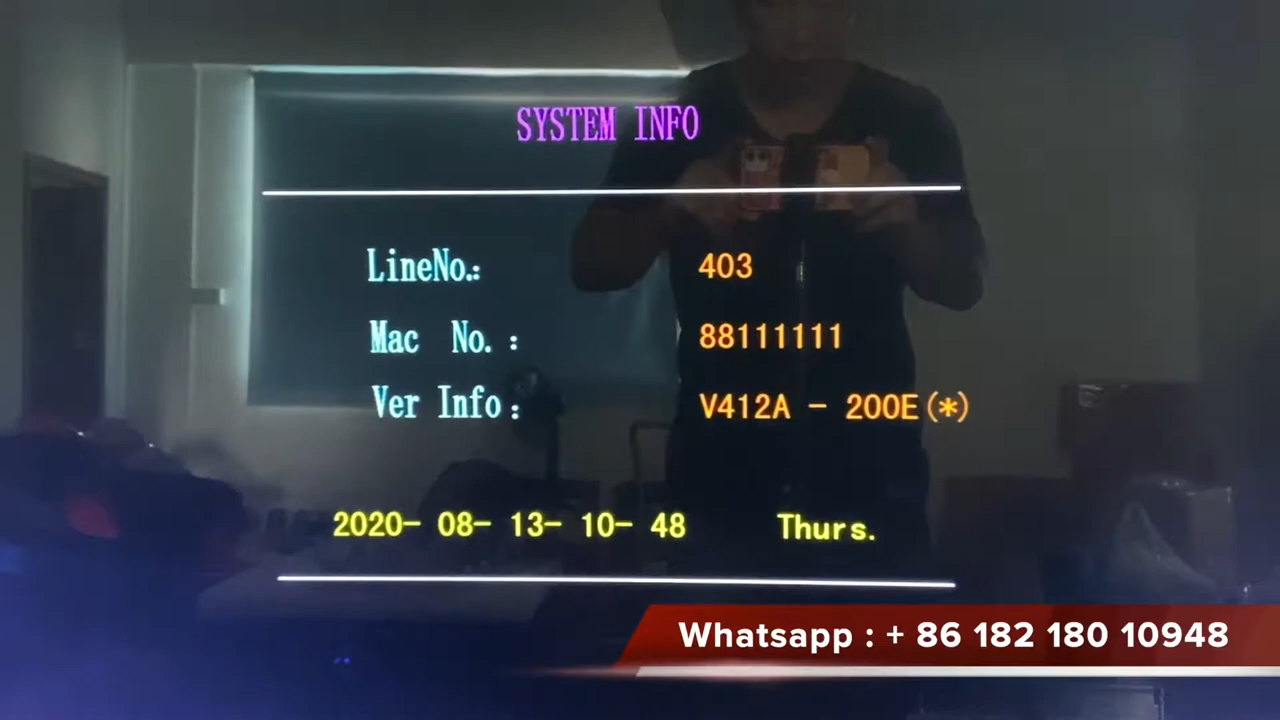 SYSTEM INFO
LineNo.: 403
Mac No. : 88111111
Ver Info : V412A - 200E(*)
2020- 08- 13- 10- 48 Thurs.
Whatsapp : + 86 182 180 10948